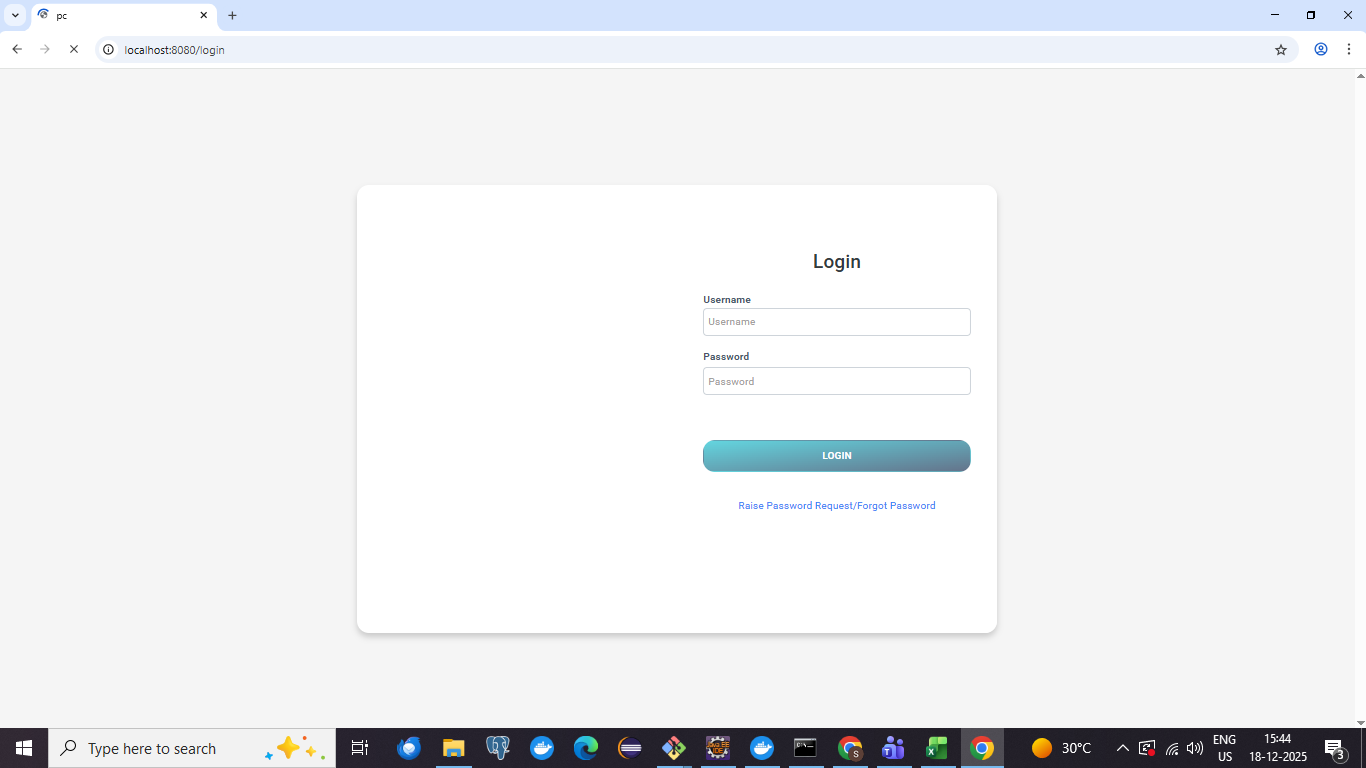 pc
localhost:8080/login
Login
Username
Username
Password
Password
LOGIN
Raise Password Request/Forgot Password
Type here to search
S
30°C
ENG
US
15:44
18-12-2025
3